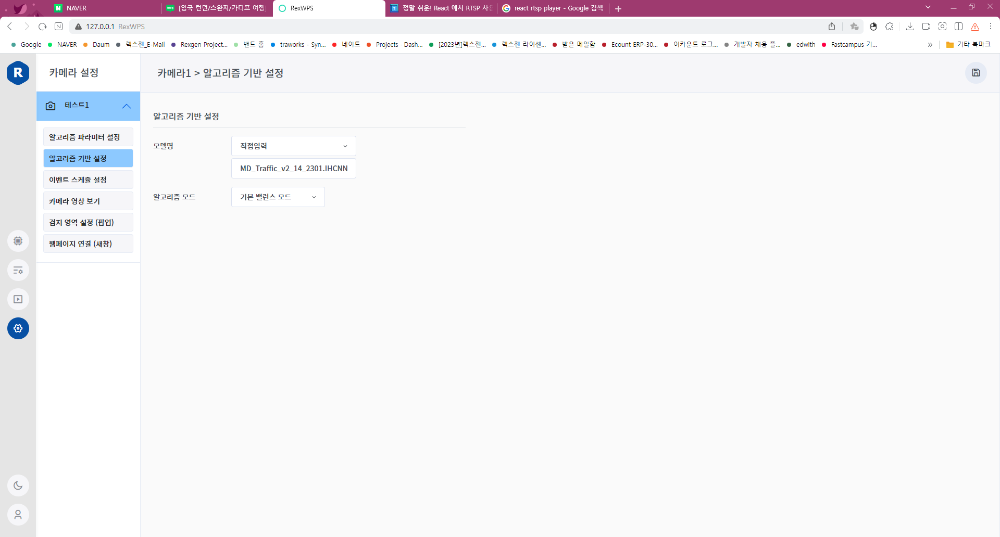 NAVER
blog [영국 런던/스완지/카디프 여행]
RexWPS
T 정말 쉬운! React 에서 RTSP 사용
react rtsp player - Google 검색
127.0.0.1 RexWPS
Google
NAVER
Daum
렉스젠_E-Mail
Rexgen Project...
밴드 홈
traworks - Syn...
네이트
Projects · Dash...
[2023년]렉스젠...
렉스젠 라이센...
받은 메일함
Ecount ERP-30...
이카운트 로그...
개발자 채용 플...
edwith
Fastcampus 기...
기타 북마크
R
카메라 설정
카메라1 > 알고리즘 기반 설정
테스트1
알고리즘 파라미터 설정
알고리즘 기반 설정
이벤트 스케쥴 설정
카메라 영상 보기
검지 영역 설정 (팝업)
웹페이지 연결 (새창)
알고리즘 기반 설정
모델명
직접입력
MD_Traffic_v2_14_2301.IHCNN
알고리즘 모드
기본 밸런스 모드